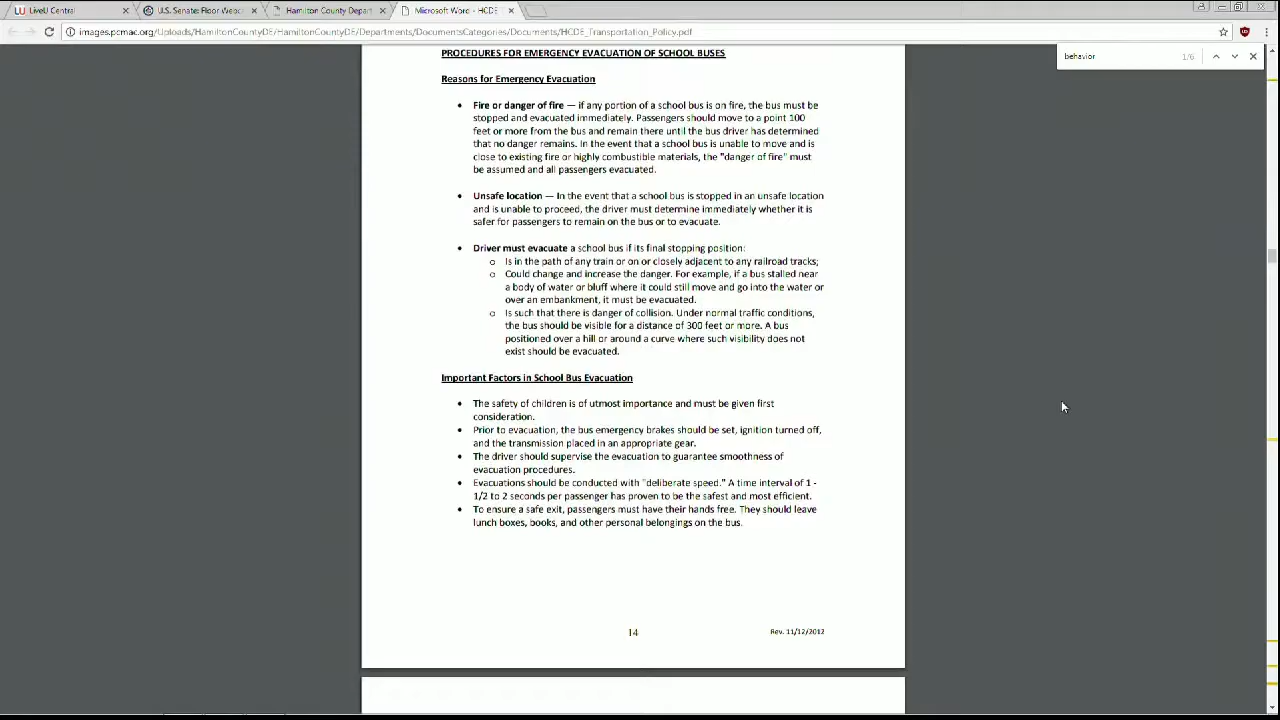 LiveU Central
U.S. Senate: Floor Webc
Hamilton County Depart
Microsoft Word - HCDE_
images.pcmac.org/Uploads/HamiltonCountyDE/HamiltonCountyDE/Departments/DocumentsCategories/Documents/HCDE_Transportation_Policy.pdf
behavior 1/6
PROCEDURES FOR EMERGENCY EVACUATION OF SCHOOL BUSES
Reasons for Emergency Evacuation
• Fire or danger of fire — if any portion of a school bus is on fire, the bus must be
stopped and evacuated immediately. Passengers should move to a point 100
feet or more from the bus and remain there until the bus driver has determined
that no danger remains. In the event that a school bus is unable to move and is
close to existing fire or highly combustible materials, the "danger of fire" must
be assumed and all passengers evacuated.
• Unsafe location — In the event that a school bus is stopped in an unsafe location
and is unable to proceed, the driver must determine immediately whether it is
safer for passengers to remain on the bus or to evacuate.
• Driver must evacuate a school bus if its final stopping position:
o Is in the path of any train or on or closely adjacent to any railroad tracks;
o Could change and increase the danger. For example, if a bus stalled near
a body of water or bluff where it could still move and go into the water or
over an embankment, it must be evacuated.
o Is such that there is danger of collision. Under normal traffic conditions,
the bus should be visible for a distance of 300 feet or more. A bus
positioned over a hill or around a curve where such visibility does not
exist should be evacuated.
Important Factors in School Bus Evacuation
• The safety of children is of utmost importance and must be given first
consideration.
• Prior to evacuation, the bus emergency brakes should be set, ignition turned off,
and the transmission placed in an appropriate gear.
• The driver should supervise the evacuation to guarantee smoothness of
evacuation procedures.
• Evacuations should be conducted with "deliberate speed." A time interval of 1 -
1/2 to 2 seconds per passenger has proven to be the safest and most efficient.
• To ensure a safe exit, passengers must have their hands free. They should leave
lunch boxes, books, and other personal belongings on the bus.
14
Rev. 11/12/2012